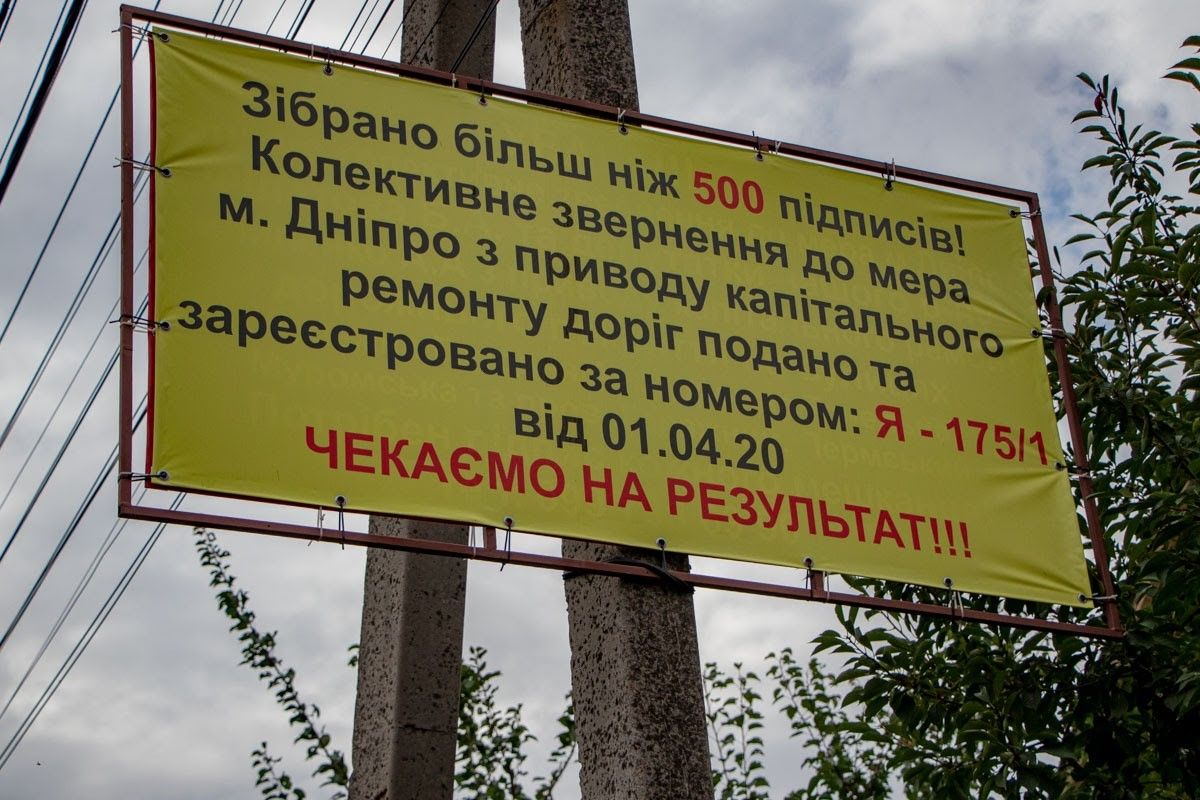 Зібрано більш ніж 500 підписів!
Колективне звернення до мера
м. Дніпро з приводу капітального
ремонту доріг подано та
зареєстровано за номером: Я - 175/1
від 01.04.20
ЧЕКАЄМО НА РЕЗУЛЬТАТ!!!